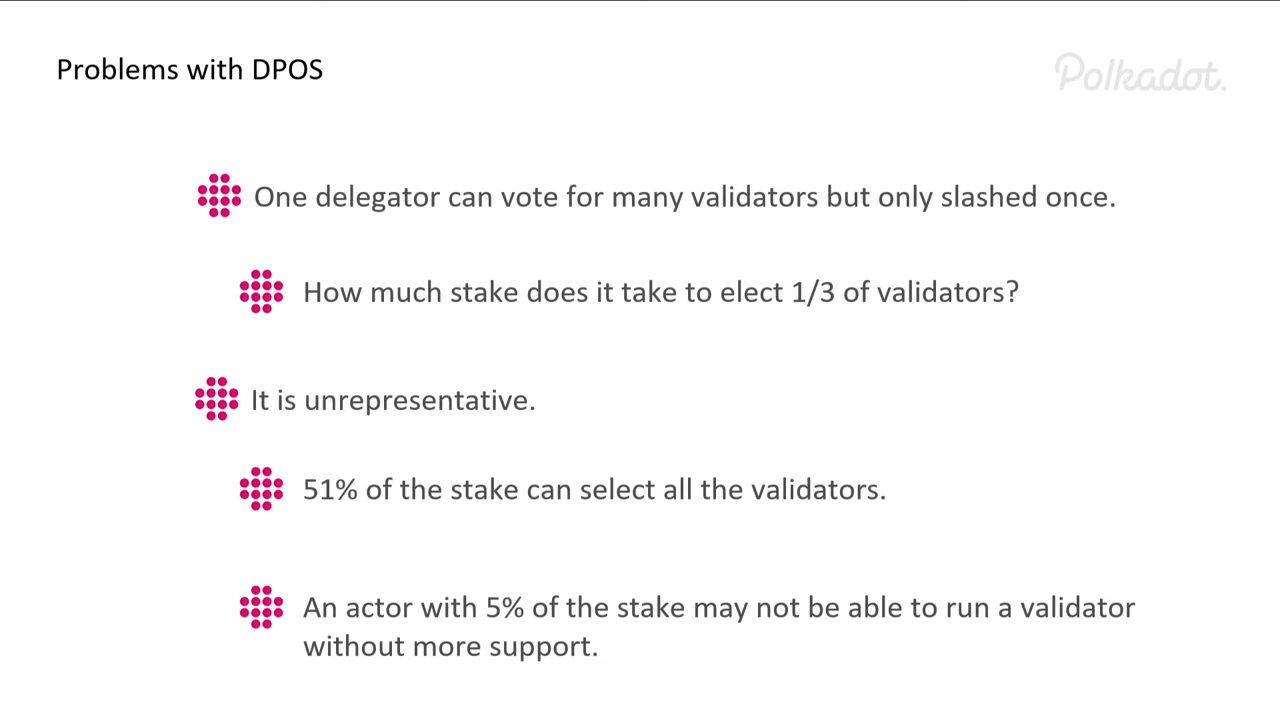 Problems with DPOS
Polkadot.
One delegator can vote for many validators but only slashed once.
How much stake does it take to elect 1/3 of validators?
It is unrepresentative.
51% of the stake can select all the validators.
An actor with 5% of the stake may not be able to run a validator
without more support.